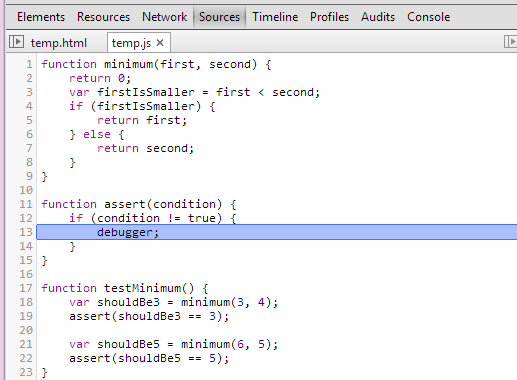 Elements Resources Network Sources Timeline Profiles Audits Console
temp.html temp.js ×
1 function minimum(first, second) {
2     return 0;
3     var firstIsSmaller = first < second;
4     if (firstIsSmaller) {
5         return first;
6     } else {
7         return second;
8     }
9 }
10
11 function assert(condition) {
12     if (condition != true) {
13         debugger;
14     }
15 }
16
17 function testMinimum() {
18     var shouldBe3 = minimum(3, 4);
19     assert(shouldBe3 == 3);
20
21     var shouldBe5 = minimum(6, 5);
22     assert(shouldBe5 == 5);
23 }